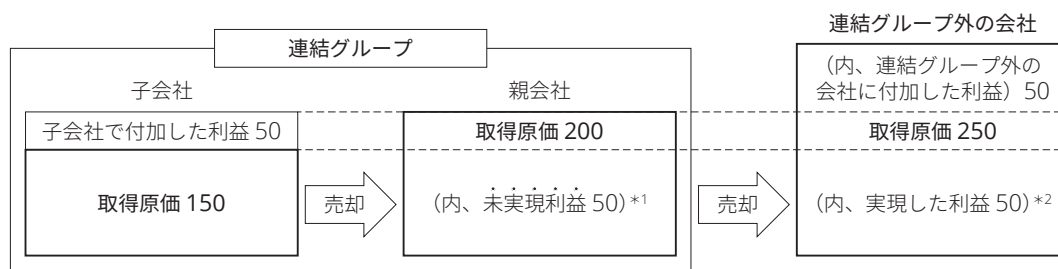 連結グループ外の会社
連結グループ
（内、連結グループ外の
会社に付加した利益）50
子会社
親会社
子会社で付加した利益 50
取得原価 200
取得原価 250
取得原価 150
売却
（内、未実現利益 50）*1
売却
（内、実現した利益 50）*2